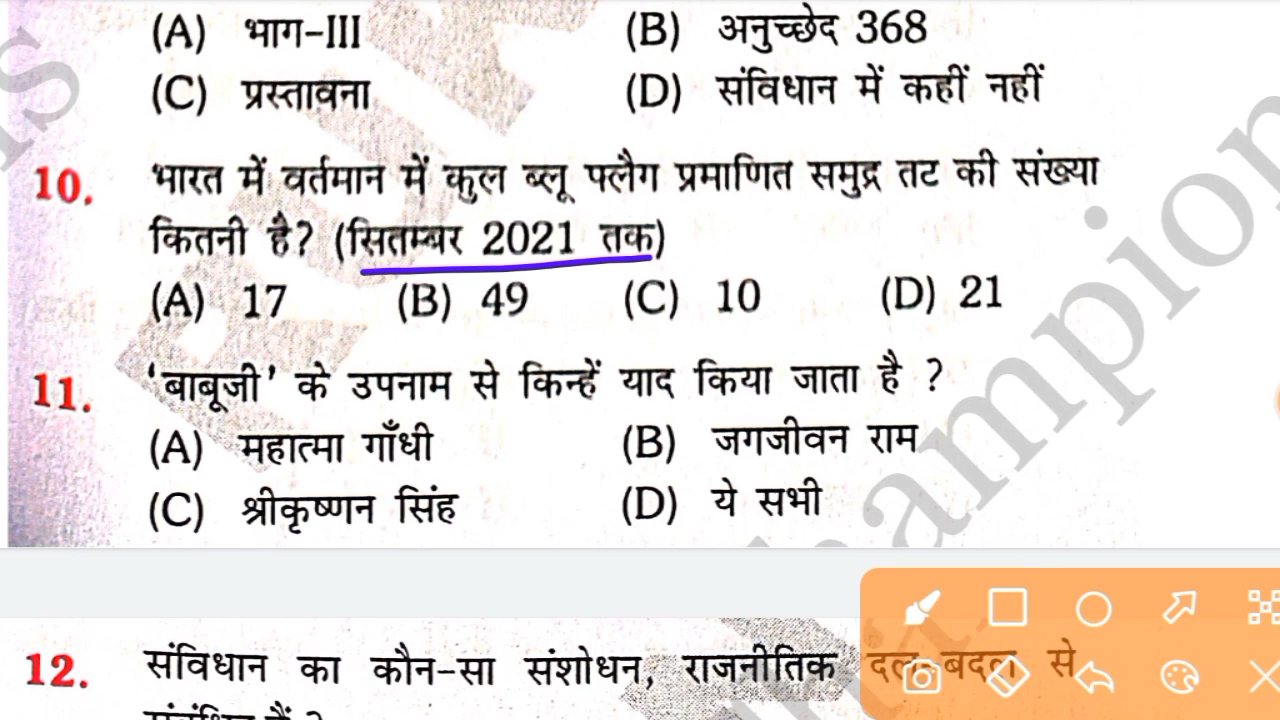 (A) भाग-III (B) अनुच्छेद 368
(C) प्रस्तावना (D) संविधान में कहीं नहीं
10. भारत में वर्तमान में कुल ब्लू फ्लैग प्रमाणित समुद्र तट की संख्या
कितनी है? (सितम्बर 2021 तक)
(A) 17 (B) 49 (C) 10 (D) 21
11. 'बाबूजी' के उपनाम से किन्हें याद किया जाता है ?
(A) महात्मा गाँधी (B) जगजीवन राम
(C) श्रीकृष्णन सिंह (D) ये सभी
12. संविधान का कौन-सा संशोधन, राजनीतिक दल-बदल से